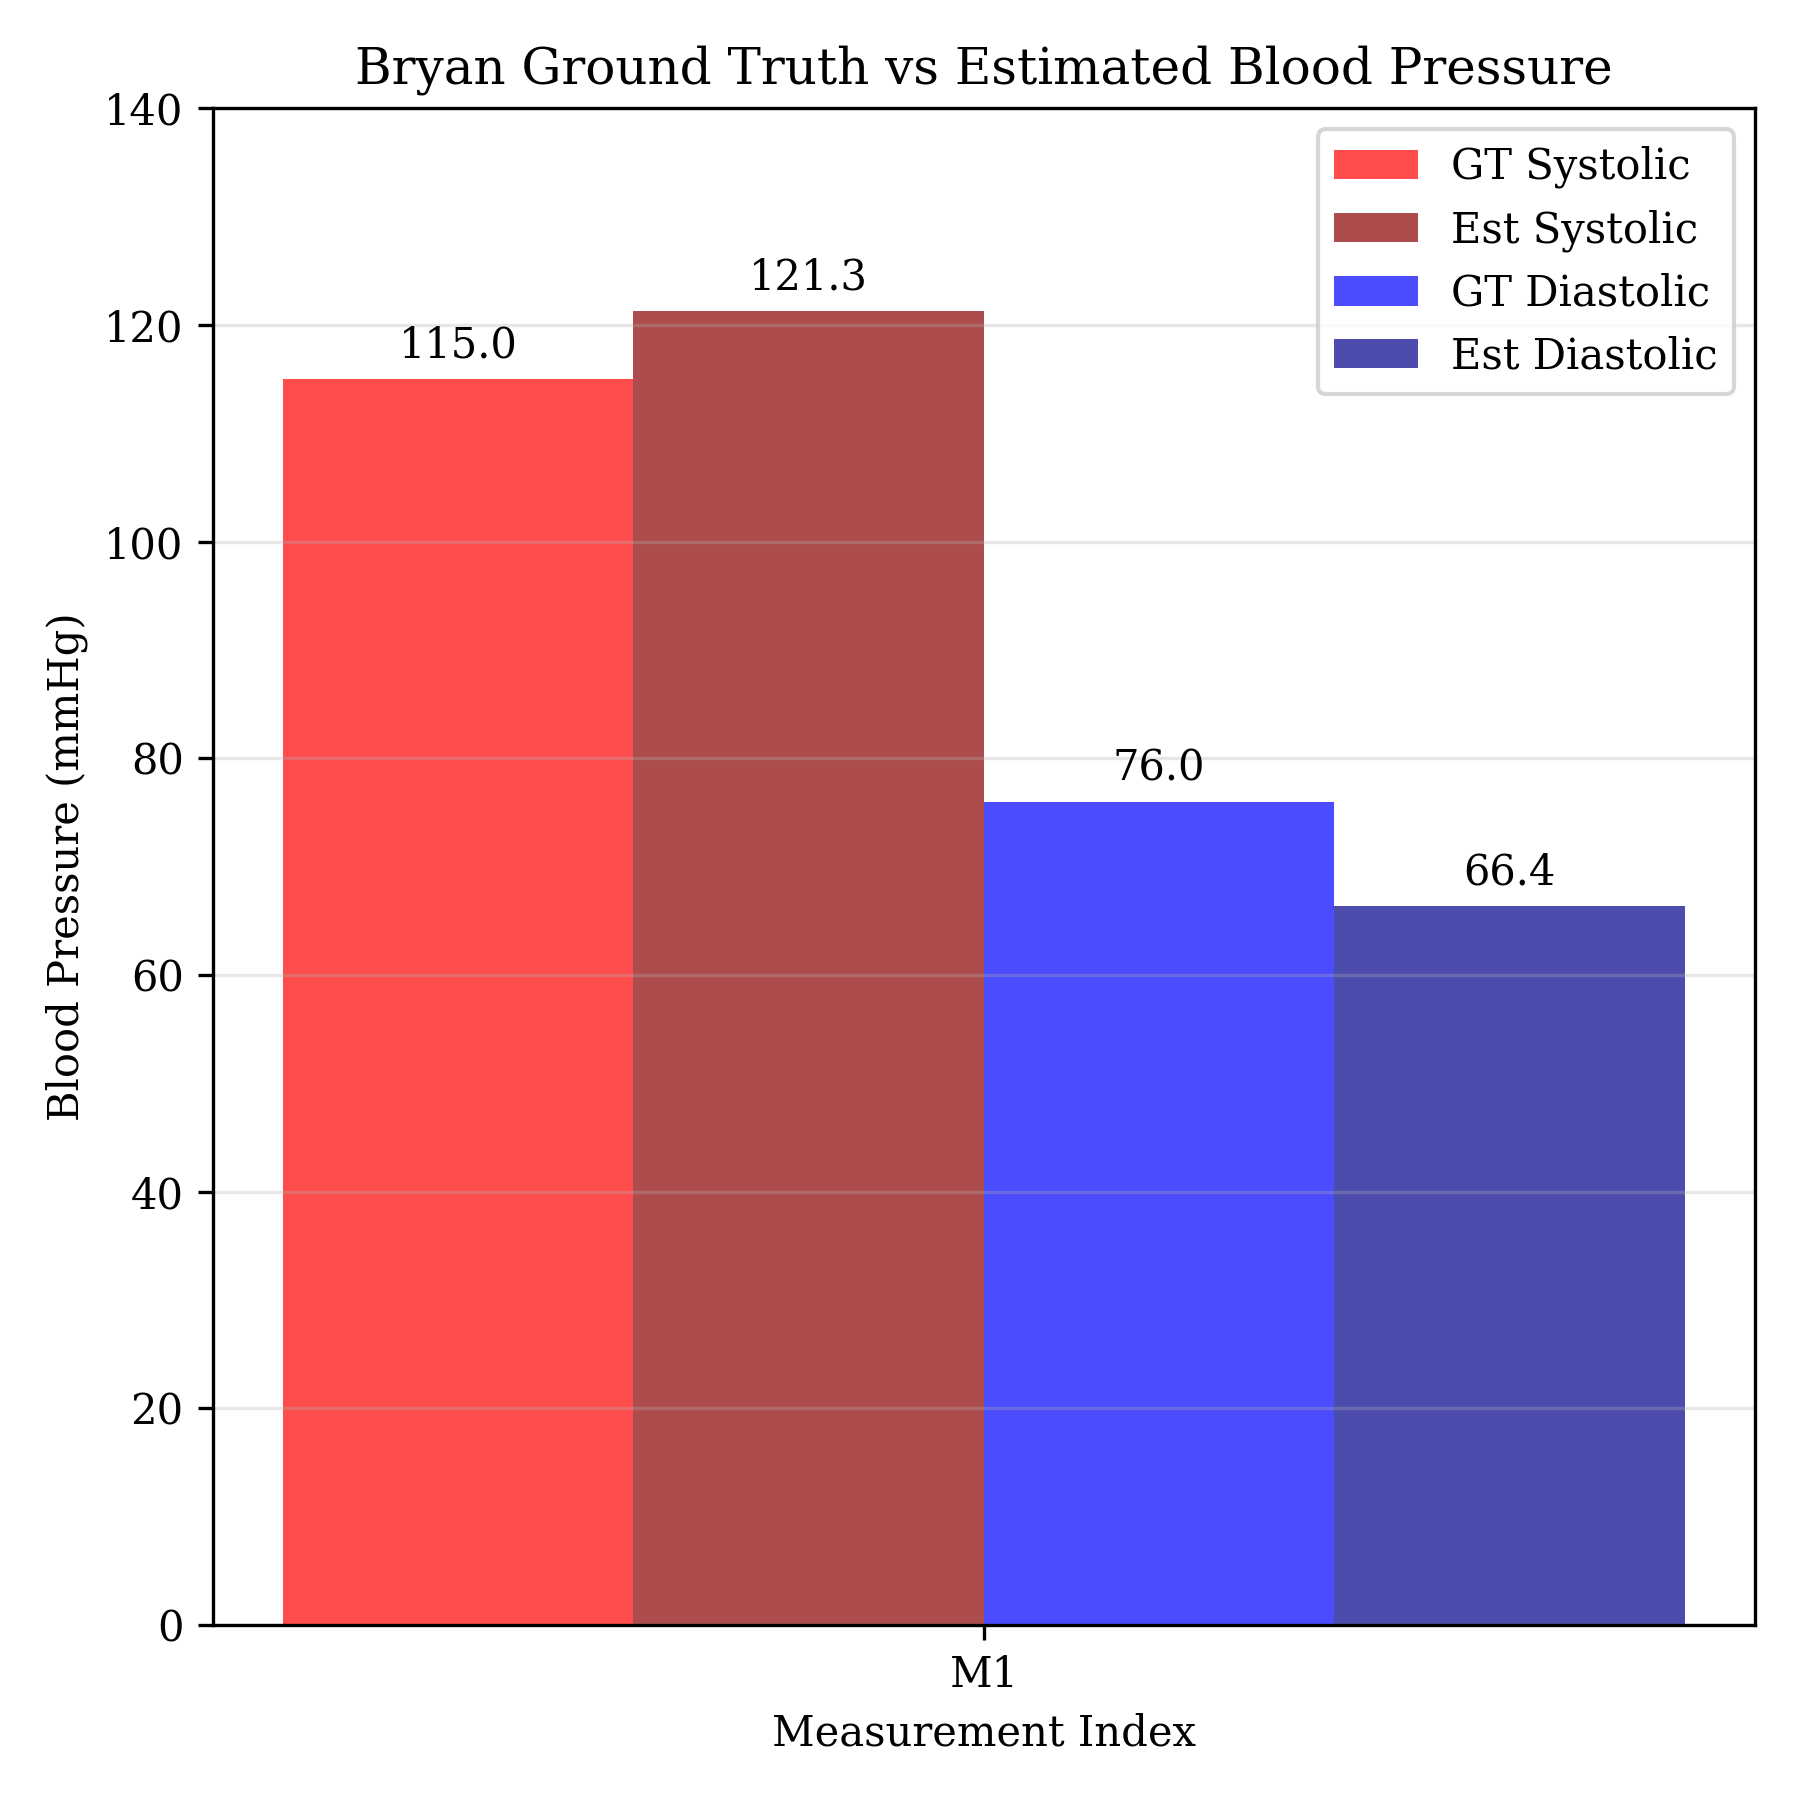 Bryan Ground Truth vs Estimated Blood Pressure
140
120
100
80
60
40
20
0
Blood Pressure (mmHg)
GT Systolic
Est Systolic
GT Diastolic
Est Diastolic
115.0
121.3
76.0
66.4
M1
Measurement Index